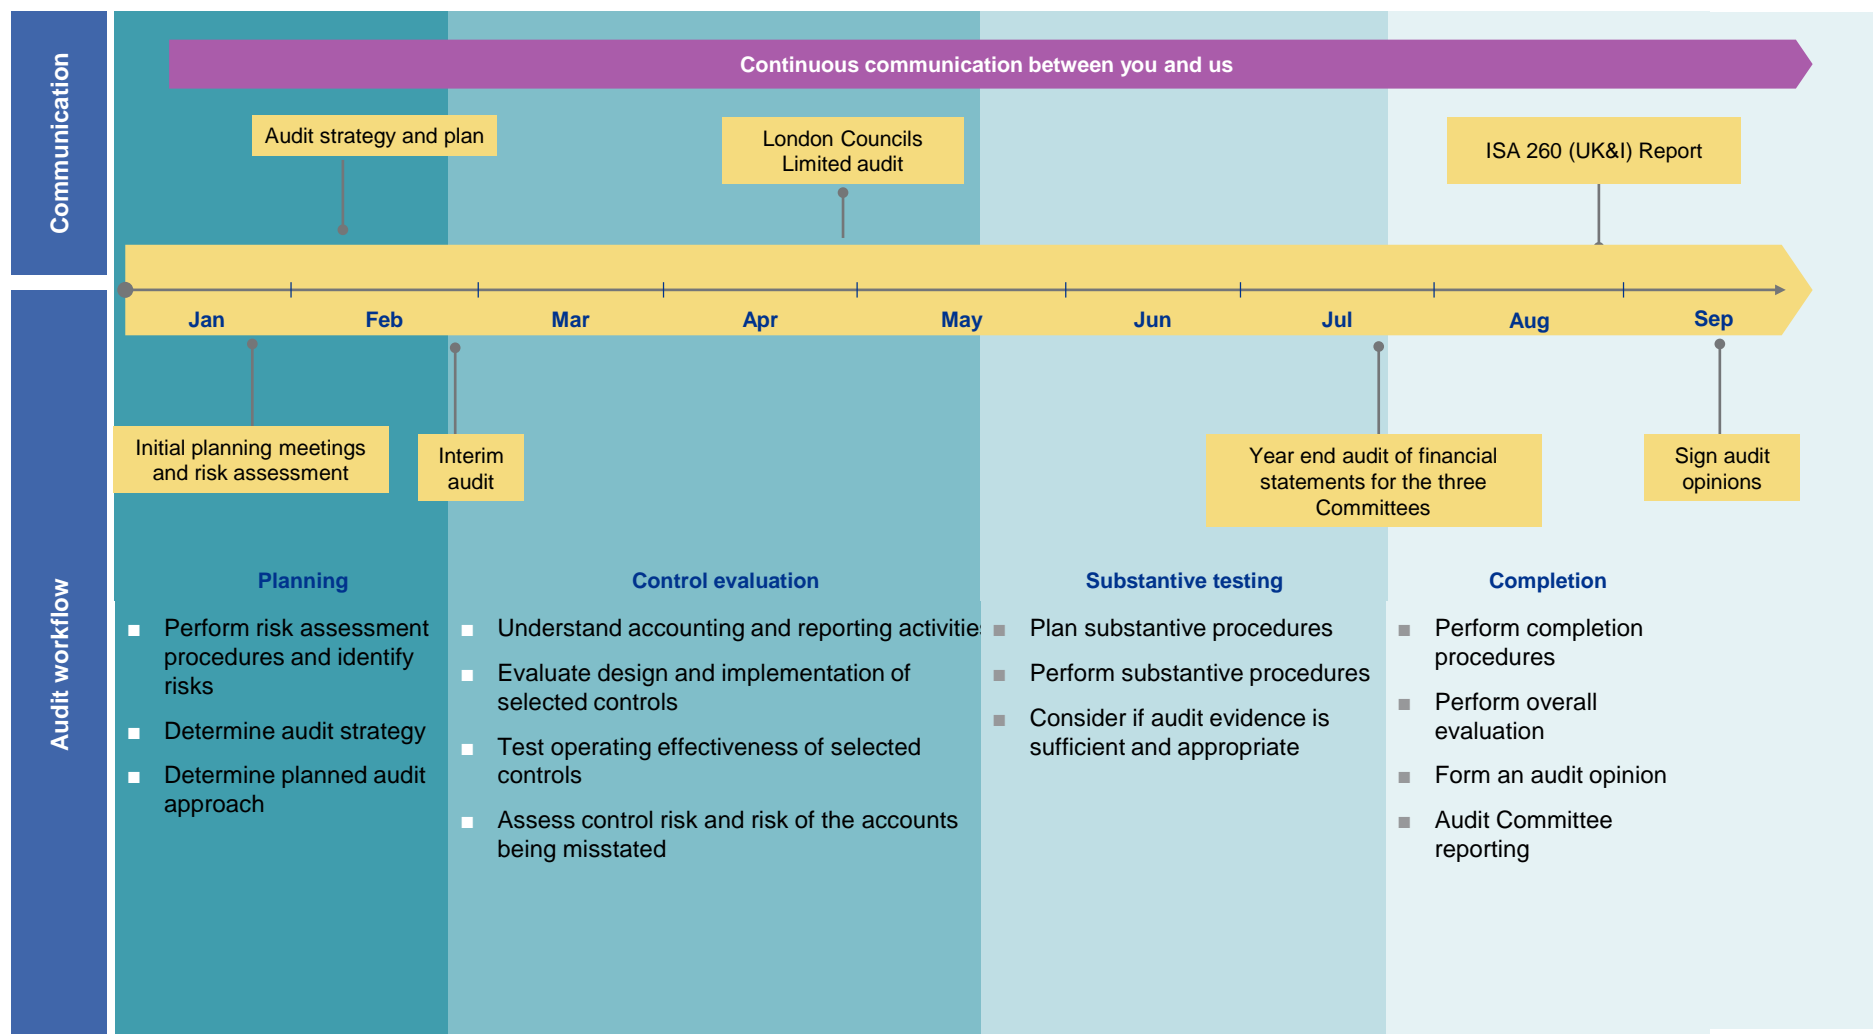 Communication
Continuous communication between you and us
Audit strategy and plan
London Councils
Limited audit
ISA 260 (UK&I) Report
Jan
Feb
Mar
Apr
May
Jun
Jul
Aug
Sep
Audit workflow
Initial planning meetings
and risk assessment
Interim
audit
Year end audit of financial
statements for the three
Committees
Sign audit
opinions
Planning
Perform risk assessment
procedures and identify
risks
Determine audit strategy
Determine planned audit
approach
Control evaluation
Understand accounting and reporting activities
Evaluate design and implementation of
selected controls
Test operating effectiveness of selected
controls
Assess control risk and risk of the accounts
being misstated
Substantive testing
Plan substantive procedures
Perform substantive procedures
Consider if audit evidence is
sufficient and appropriate
Completion
Perform completion
procedures
Perform overall
evaluation
Form an audit opinion
Audit Committee
reporting